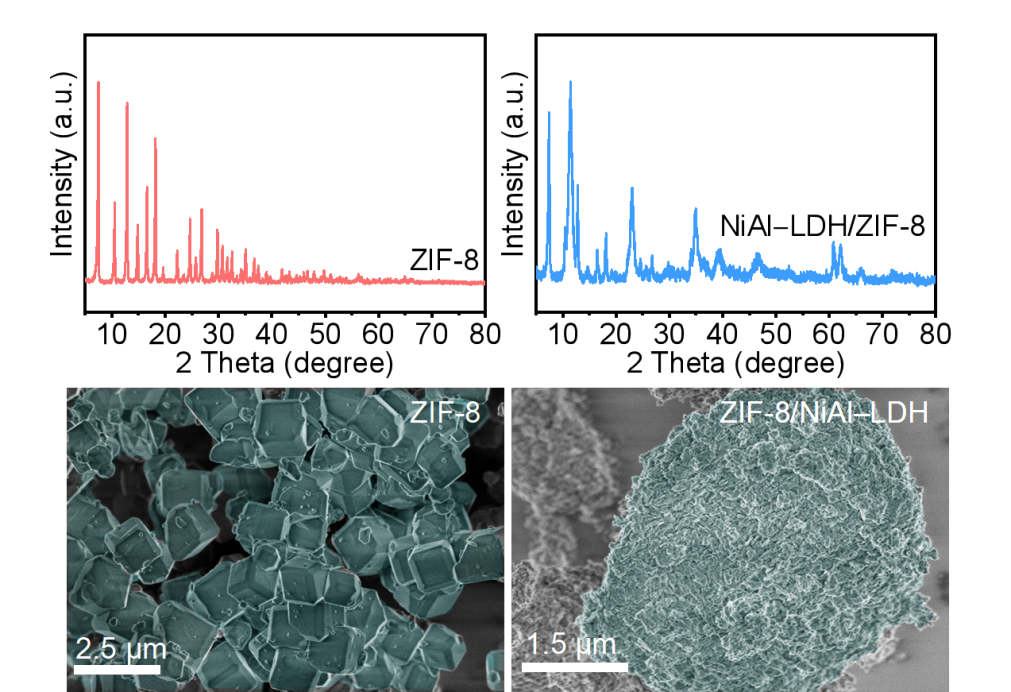 Intensity (a.u.)
ZIF-8
10 20 30 40 50 60 70 80
2 Theta (degree)
Intensity (a.u.)
NiAl–LDH/ZIF-8
10 20 30 40 50 60 70 80
2 Theta (degree)
ZIF-8
2.5 μm
ZIF-8/NiAl–LDH
1.5 μm